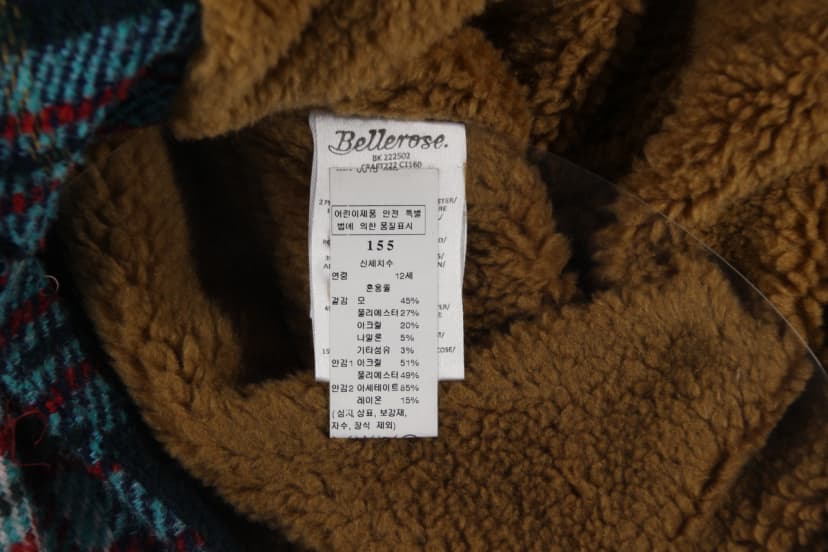 Bellerose.
BK 222502
CRAFT222 C1160
어린이제품 안전 특별
법에 의한 품질표시
155
신세치수
연령 12세
혼용율
겉감 모 45%
폴리에스터 27%
아크릴 20%
나일론 5%
기타섬유 3%
안감1 아크릴 51%
폴리에스터 49%
안감2 아세테이트 85%
레이온 15%
(심지, 상표, 보강재,
자수, 장식 제외)